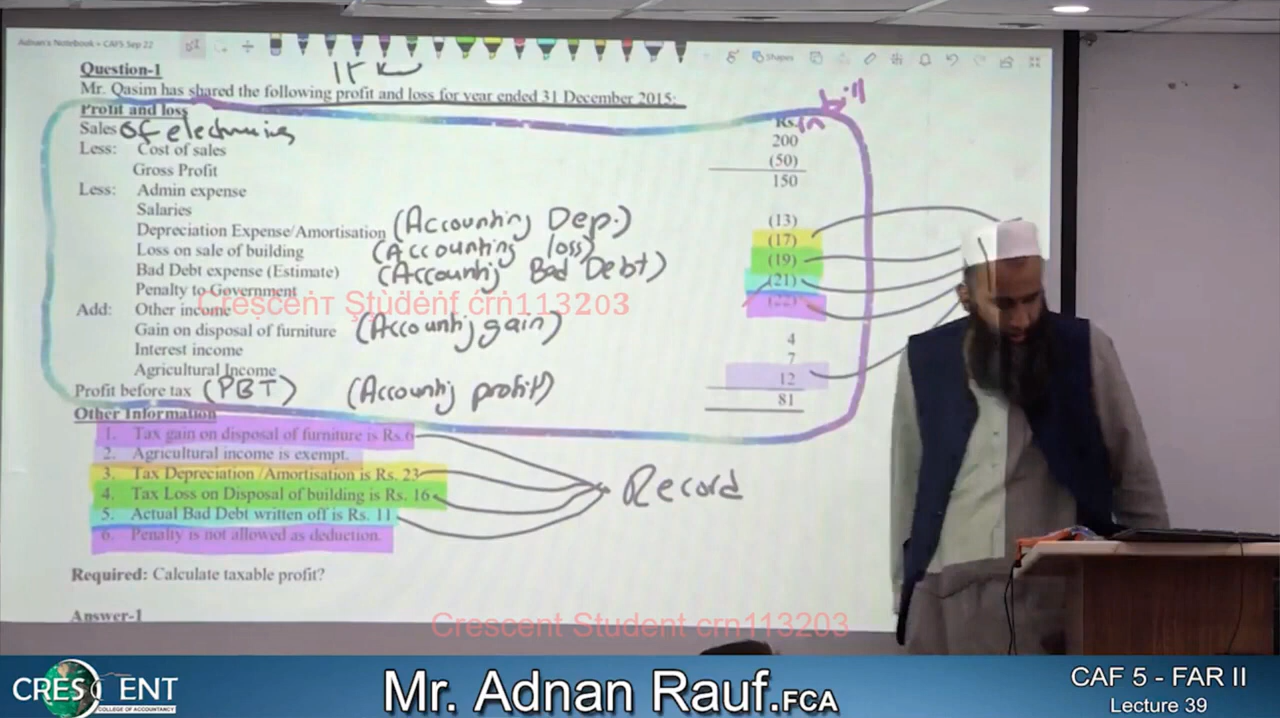 Adnan's Notebook • CAF5 Sep 22
Shapes
Question-1
Mr. Qasim has shared the following profit and loss for year ended 31 December 2015:
Profit and loss
Rs.
bill
Sales of electronics 200
Less: Cost of sales (50)
Gross Profit 150
Less: Admin expense
Salaries (13)
Depreciation Expense/Amortisation (Accounting Dep.) (17)
Loss on sale of building (Accounting loss) (19)
Bad Debt expense (Estimate) (Accounting Bad Debt) (21)
Penalty to Government (22)
Crescent Student crn113203
Add: Other income
Gain on disposal of furniture (Accounting gain) 4
Interest income 7
Agricultural Income 12
Profit before tax (PBT) (Accounting profit) 81
Other Information
1. Tax gain on disposal of furniture is Rs.6
2. Agricultural income is exempt.
3. Tax Depreciation /Amortisation is Rs. 23
4. Tax Loss on Disposal of building is Rs. 16
5. Actual Bad Debt written off is Rs. 11
6. Penalty is not allowed as deduction.
Record
Required: Calculate taxable profit?
Answer-1
Crescent Student crn113203
CRESCENT
COLLEGE OF ACCOUNTANCY
Mr. Adnan Rauf.FCA
CAF 5 - FAR II
Lecture 39